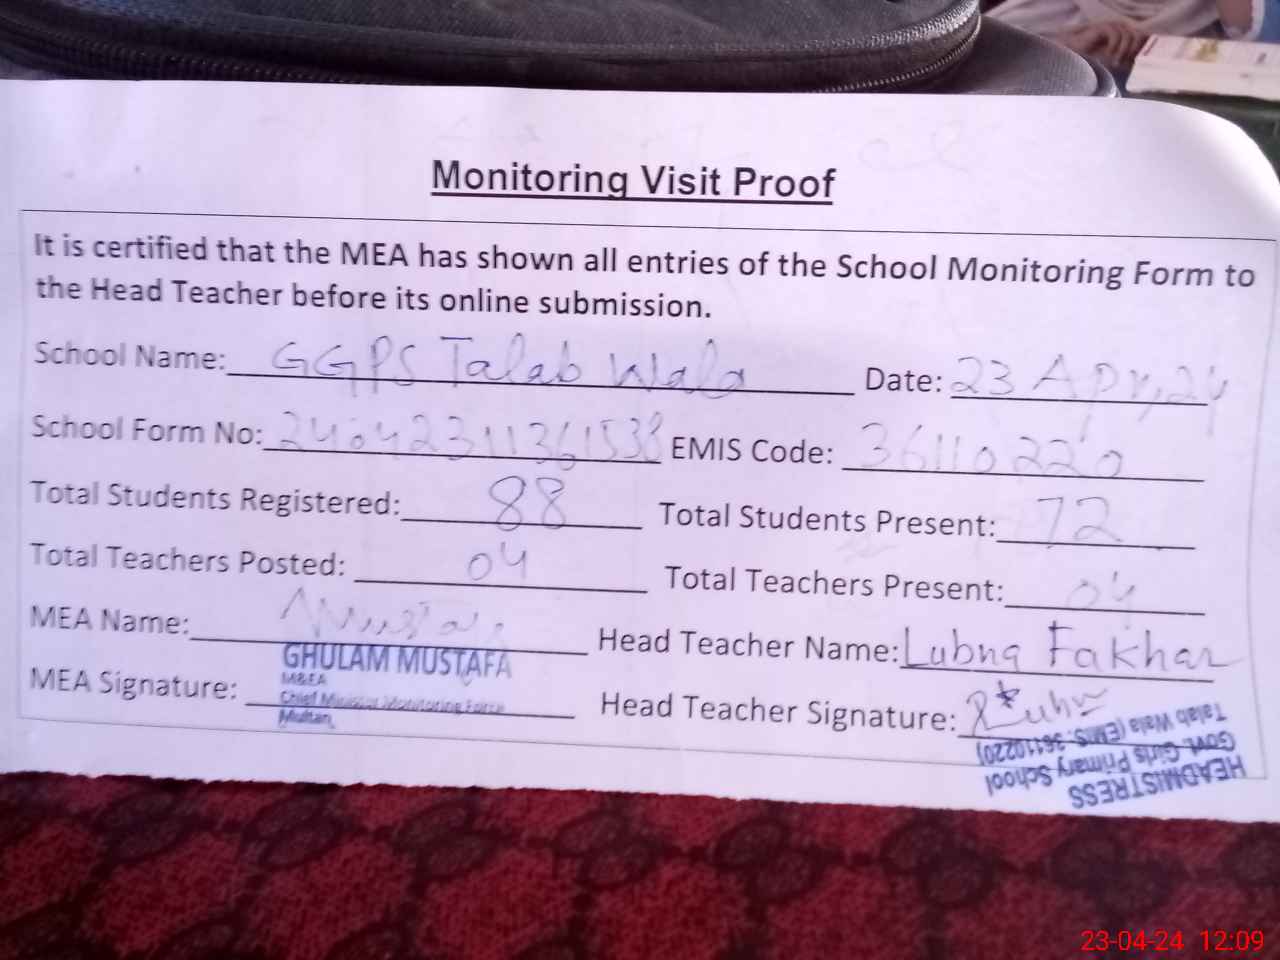 Monitoring Visit Proof
It is certified that the MEA has shown all entries of the School Monitoring Form to
the Head Teacher before its online submission.
School Name: GGPS Talab Wala Date: 23 Apr, 24
School Form No: EMIS Code: 36110220
Total Students Registered: 88 Total Students Present: 72
Total Teachers Posted: 04 Total Teachers Present: 04
MEA Name: Head Teacher Name: Lubna Fakhar
GHULAM MUSTAFA
M&EA
Chief Minister Monitoring Force
Multan
MEA Signature: Head Teacher Signature:
HEADMISTRESS
Govt. Girls Primary School
Talab Wala (EMIS: 36110220)
23-04-24 12:09